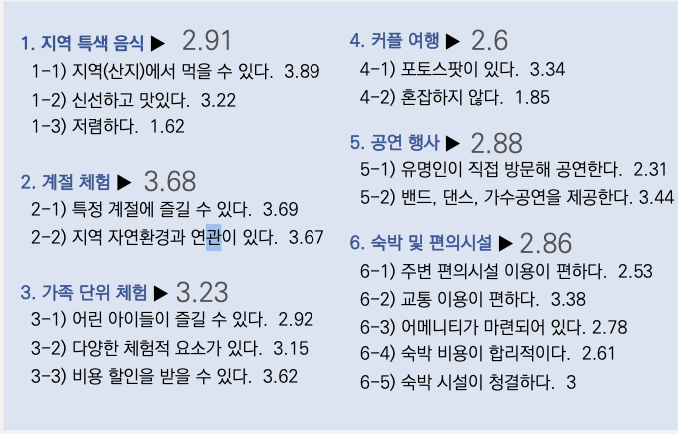 1. 지역 특색 음식 ▶ 2.91
1-1) 지역(산지)에서 먹을 수 있다. 3.89
1-2) 신선하고 맛있다. 3.22
1-3) 저렴하다. 1.62
2. 계절 체험 ▶ 3.68
2-1) 특정 계절에 즐길 수 있다. 3.69
2-2) 지역 자연환경과 연관이 있다. 3.67
3. 가족 단위 체험 ▶ 3.23
3-1) 어린 아이들이 즐길 수 있다. 2.92
3-2) 다양한 체험적 요소가 있다. 3.15
3-3) 비용 할인을 받을 수 있다. 3.62
4. 커플 여행 ▶ 2.6
4-1) 포토스팟이 있다. 3.34
4-2) 혼잡하지 않다. 1.85
5. 공연 행사 ▶ 2.88
5-1) 유명인이 직접 방문해 공연한다. 2.31
5-2) 밴드, 댄스, 가수공연을 제공한다. 3.44
6. 숙박 및 편의시설 ▶ 2.86
6-1) 주변 편의시설 이용이 편하다. 2.53
6-2) 교통 이용이 편하다. 3.38
6-3) 어메니티가 마련되어 있다. 2.78
6-4) 숙박 비용이 합리적이다. 2.61
6-5) 숙박 시설이 청결하다. 3